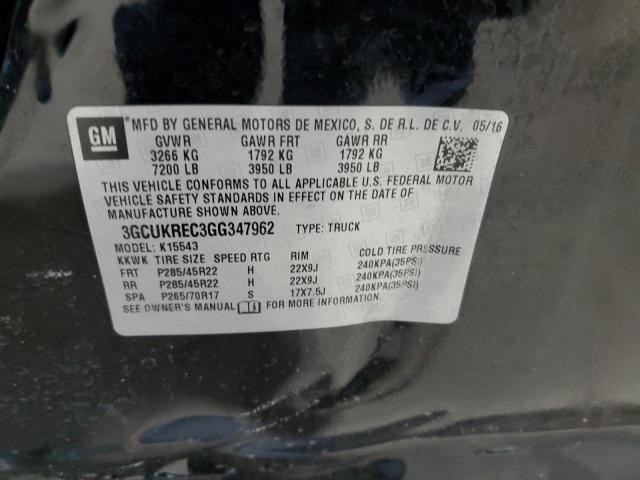 GM MFD BY GENERAL MOTORS DE MEXICO, S. DE R.L. DE C.V. 05/16
GVWR GAWR FRT GAWR RR
3266 KG 1792 KG 1792 KG
7200 LB 3950 LB 3950 LB
THIS VEHICLE CONFORMS TO ALL APPLICABLE U.S. FEDERAL MOTOR
VEHICLE SAFETY STANDARDS IN EFFECT ON THE DATE OF
MANUFACTURE SHOWN ABOVE.
3GCUKREC3GG347962 TYPE: TRUCK
MODEL: K15543
KKWK TIRE SIZE SPEED RTG RIM COLD TIRE PRESSURE
FRT P285/45R22 H 22X9J 240KPA(35PSI)
RR P285/45R22 H 22X9J 240KPA(35PSI)
SPA P265/70R17 S 17X7.5J 240KPA(35PSI)
SEE OWNER'S MANUAL FOR MORE INFORMATION.